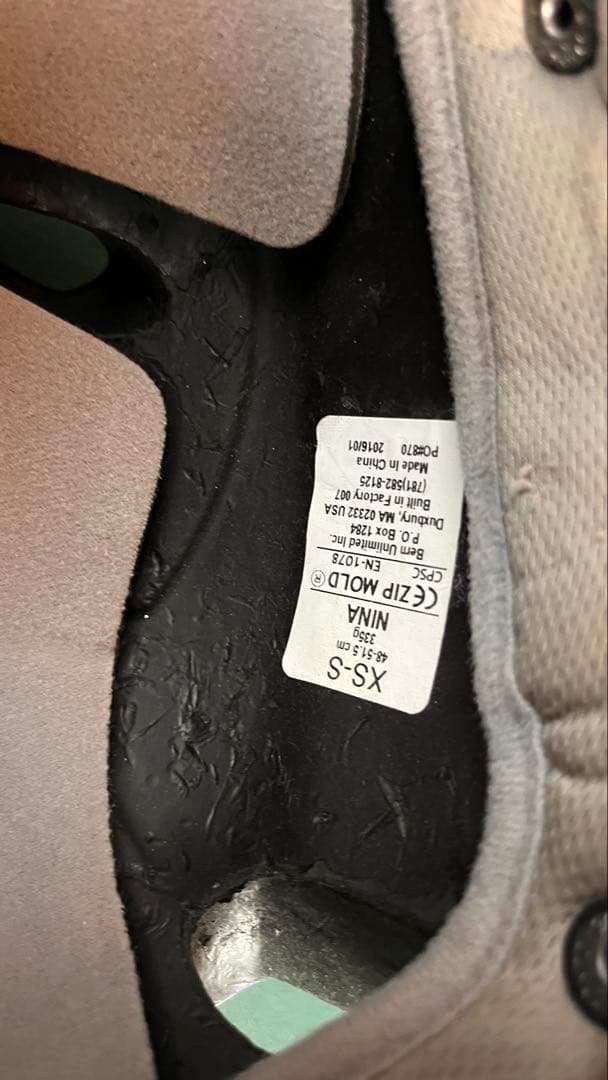 XS-S
48-51.5 cm
335g
NINA
CE ZIP MOLD®
CPSC EN-1078
Bern Unlimited Inc.
P.O. Box 1284
Duxbury, MA 02332 USA
Built in Factory 007
(781)582-8125
Made In China
PO#870 2016/01